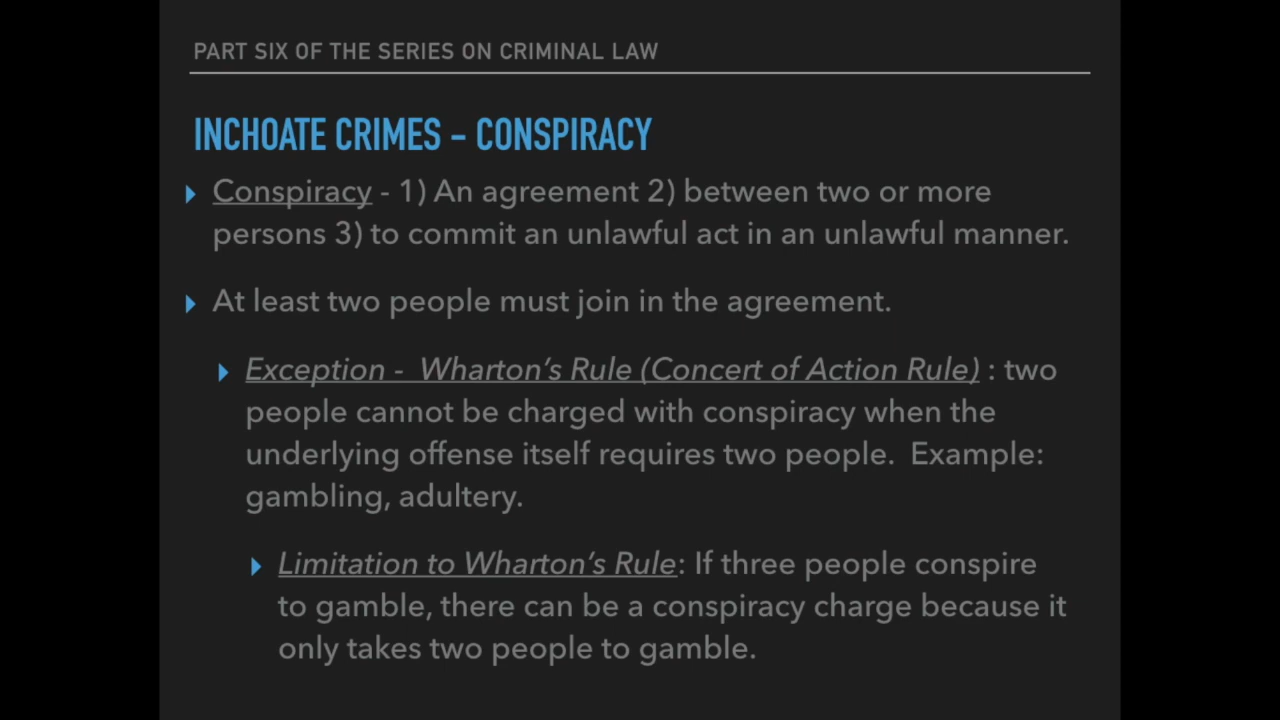 PART SIX OF THE SERIES ON CRIMINAL LAW
INCHOATE CRIMES - CONSPIRACY
Conspiracy - 1) An agreement 2) between two or more
persons 3) to commit an unlawful act in an unlawful manner.
At least two people must join in the agreement.
Exception -  Wharton's Rule (Concert of Action Rule) : two
people cannot be charged with conspiracy when the
underlying offense itself requires two people.  Example:
gambling, adultery.
Limitation to Wharton's Rule: If three people conspire
to gamble, there can be a conspiracy charge because it
only takes two people to gamble.